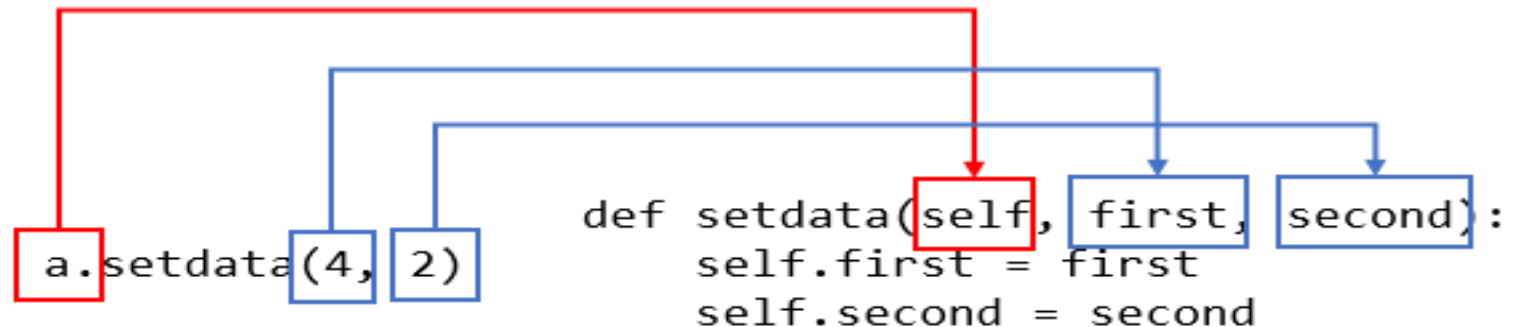 a.setdata(4, 2)
def setdata(self, first, second):
self.first = first
self.second = second